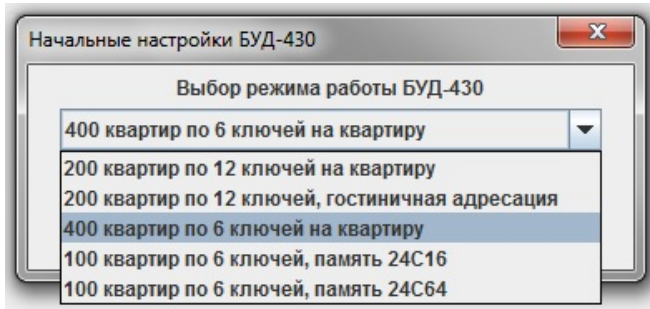 Начальные настройки БУД-430
Выбор режима работы БУД-430
400 квартир по 6 ключей на квартиру
200 квартир по 12 ключей на квартиру
200 квартир по 12 ключей, гостиничная адресация
400 квартир по 6 ключей на квартиру
100 квартир по 6 ключей, память 24С16
100 квартир по 6 ключей, память 24С64